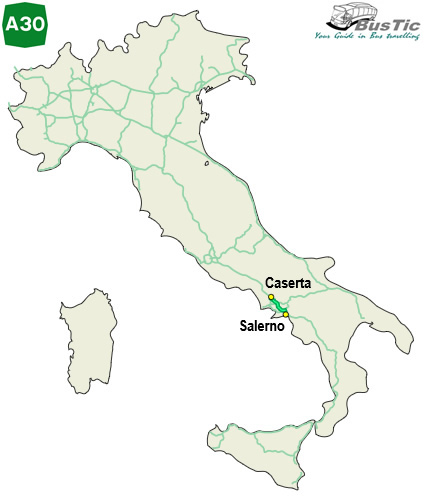 A30
BusTic
Your Guide in Bus travelling
Caserta
Salerno